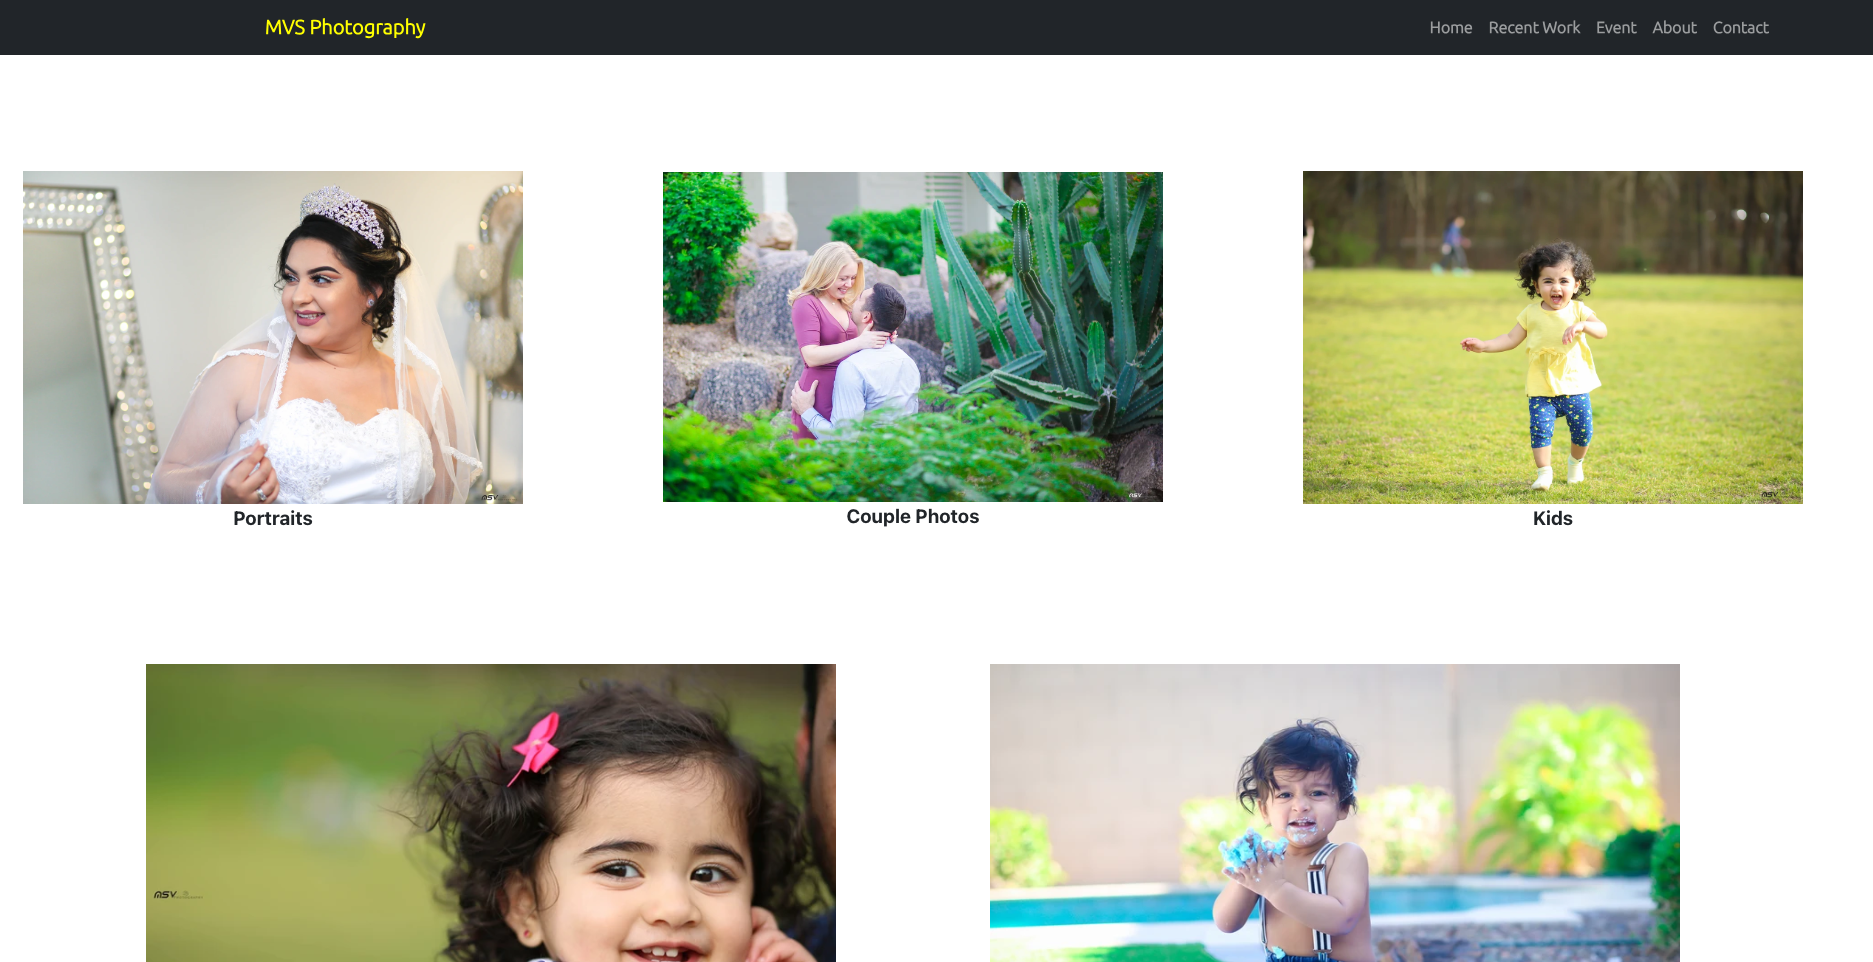 MVS Photography
Home Recent Work Event About Contact
MSV
MSV
MSV
Portraits
Couple Photos
Kids
MSV